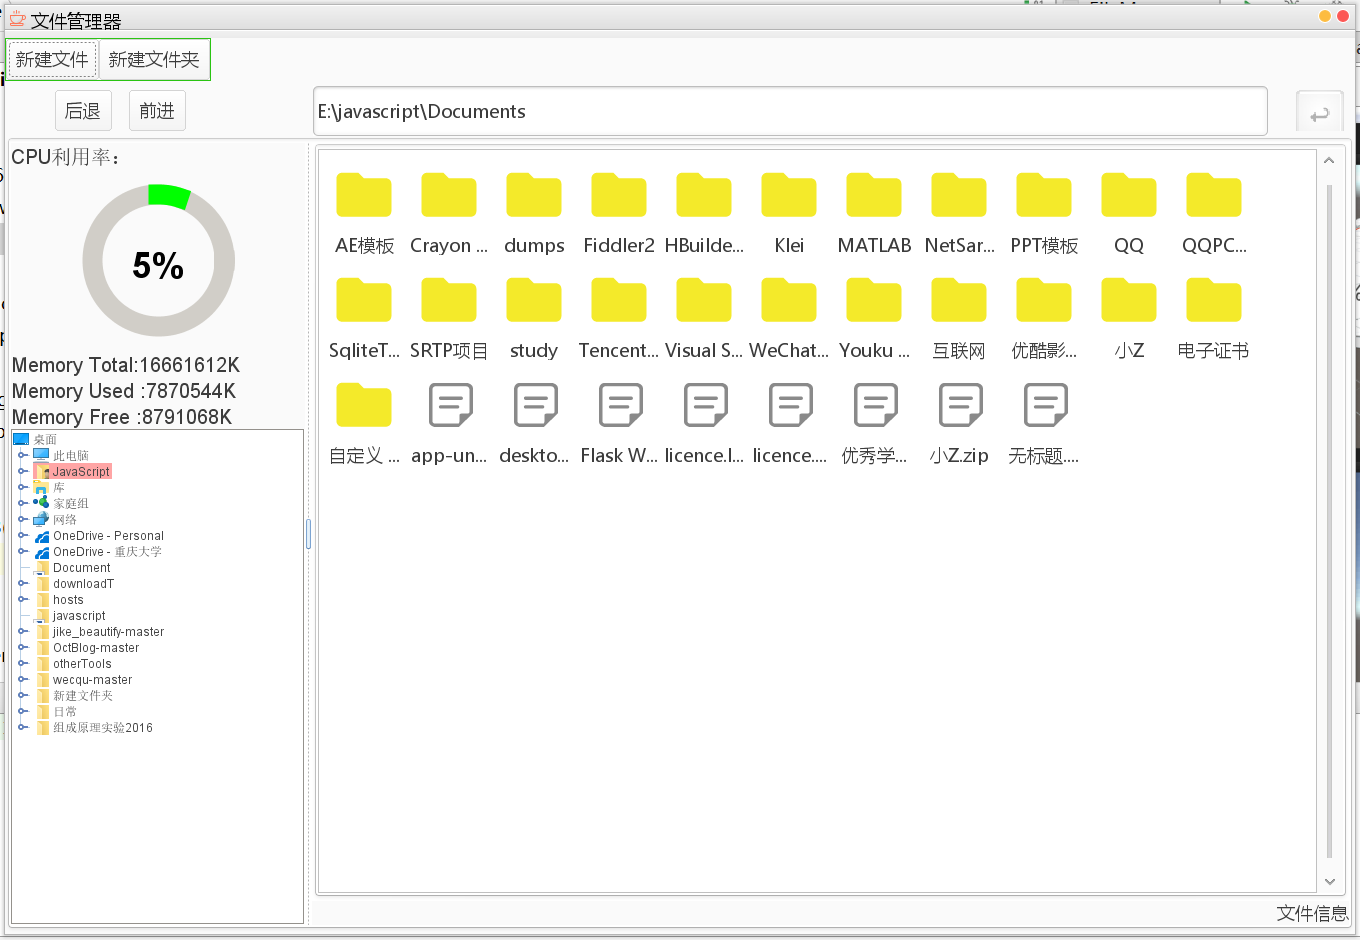 文件管理器
新建文件 新建文件夹
后退 前进 E:\javascript\Documents
CPU利用率：
5%
Memory Total:16661612K
Memory Used :7870544K
Memory Free :8791068K
桌面
此电脑
JavaScript
库
家庭组
网络
OneDrive - Personal
OneDrive - 重庆大学
Document
downloadT
hosts
javascript
jike_beautify-master
OctBlog-master
otherTools
wecqu-master
新建文件夹
日常
组成原理实验2016
AE模板 Crayon ... dumps Fiddler2 HBuilde... Klei MATLAB NetSar... PPT模板 QQ QQPC...
SqliteT... SRTP项目 study Tencent... Visual S... WeChat... Youku ... 互联网 优酷影... 小Z 电子证书
自定义 ... app-un... deskto... Flask W... licence.l... licence.... 优秀学... 小Z.zip 无标题....
文件信息